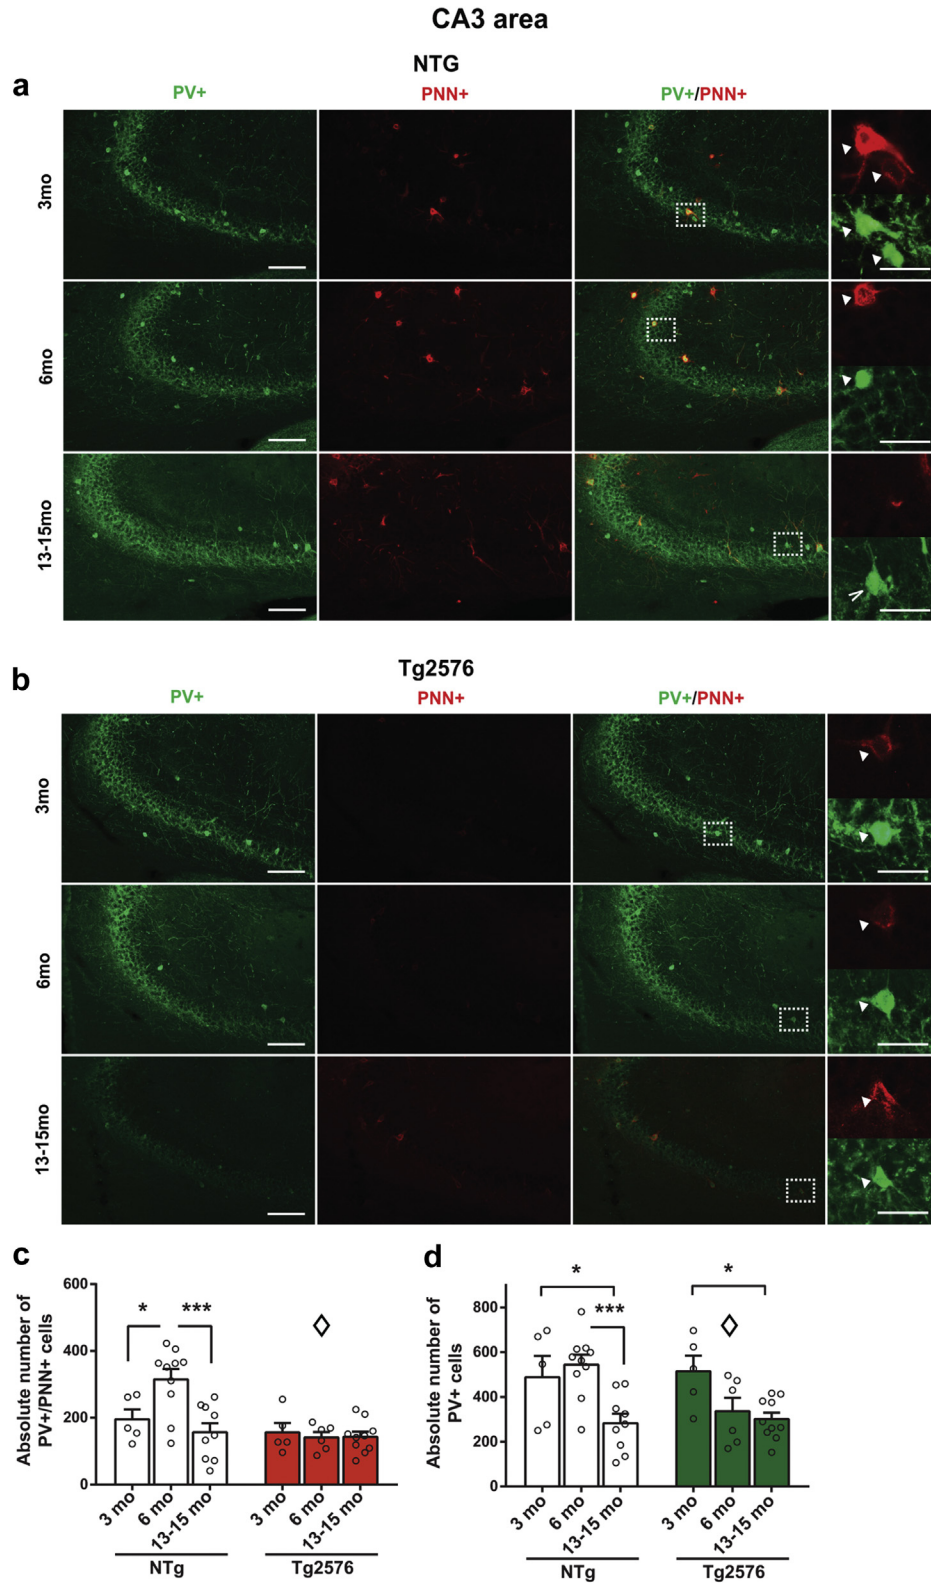 CA3 area
NTG
a
PV+ PNN+ PV+/PNN+
3mo
6mo
13-15mo
Tg2576
b
PV+ PNN+ PV+/PNN+
3mo
6mo
13-15mo
c
Absolute number of
PV+/PNN+ cells
600
400
200
0
* ***
3 mo 6 mo 13-15 mo 3 mo 6 mo 13-15 mo
NTg Tg2576
d
Absolute number of
PV+ cells
800
600
400
200
0
* *** *
3 mo 6 mo 13-15 mo 3 mo 6 mo 13-15 mo
NTg Tg2576